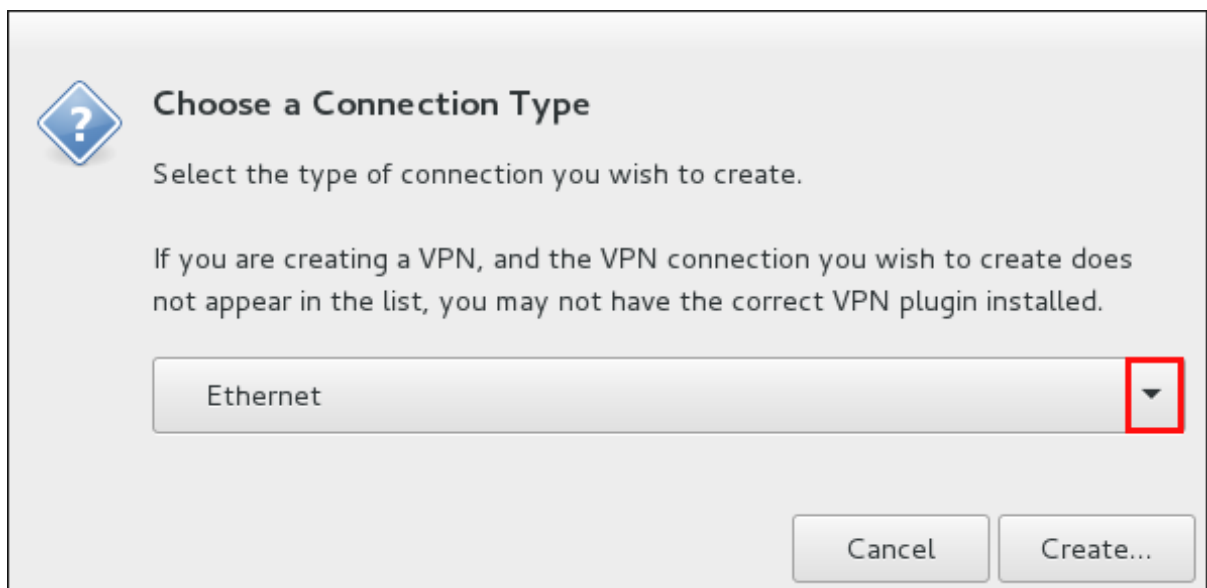 Choose a Connection Type
Select the type of connection you wish to create.
If you are creating a VPN, and the VPN connection you wish to create does
not appear in the list, you may not have the correct VPN plugin installed.
Ethernet
Cancel
Create...